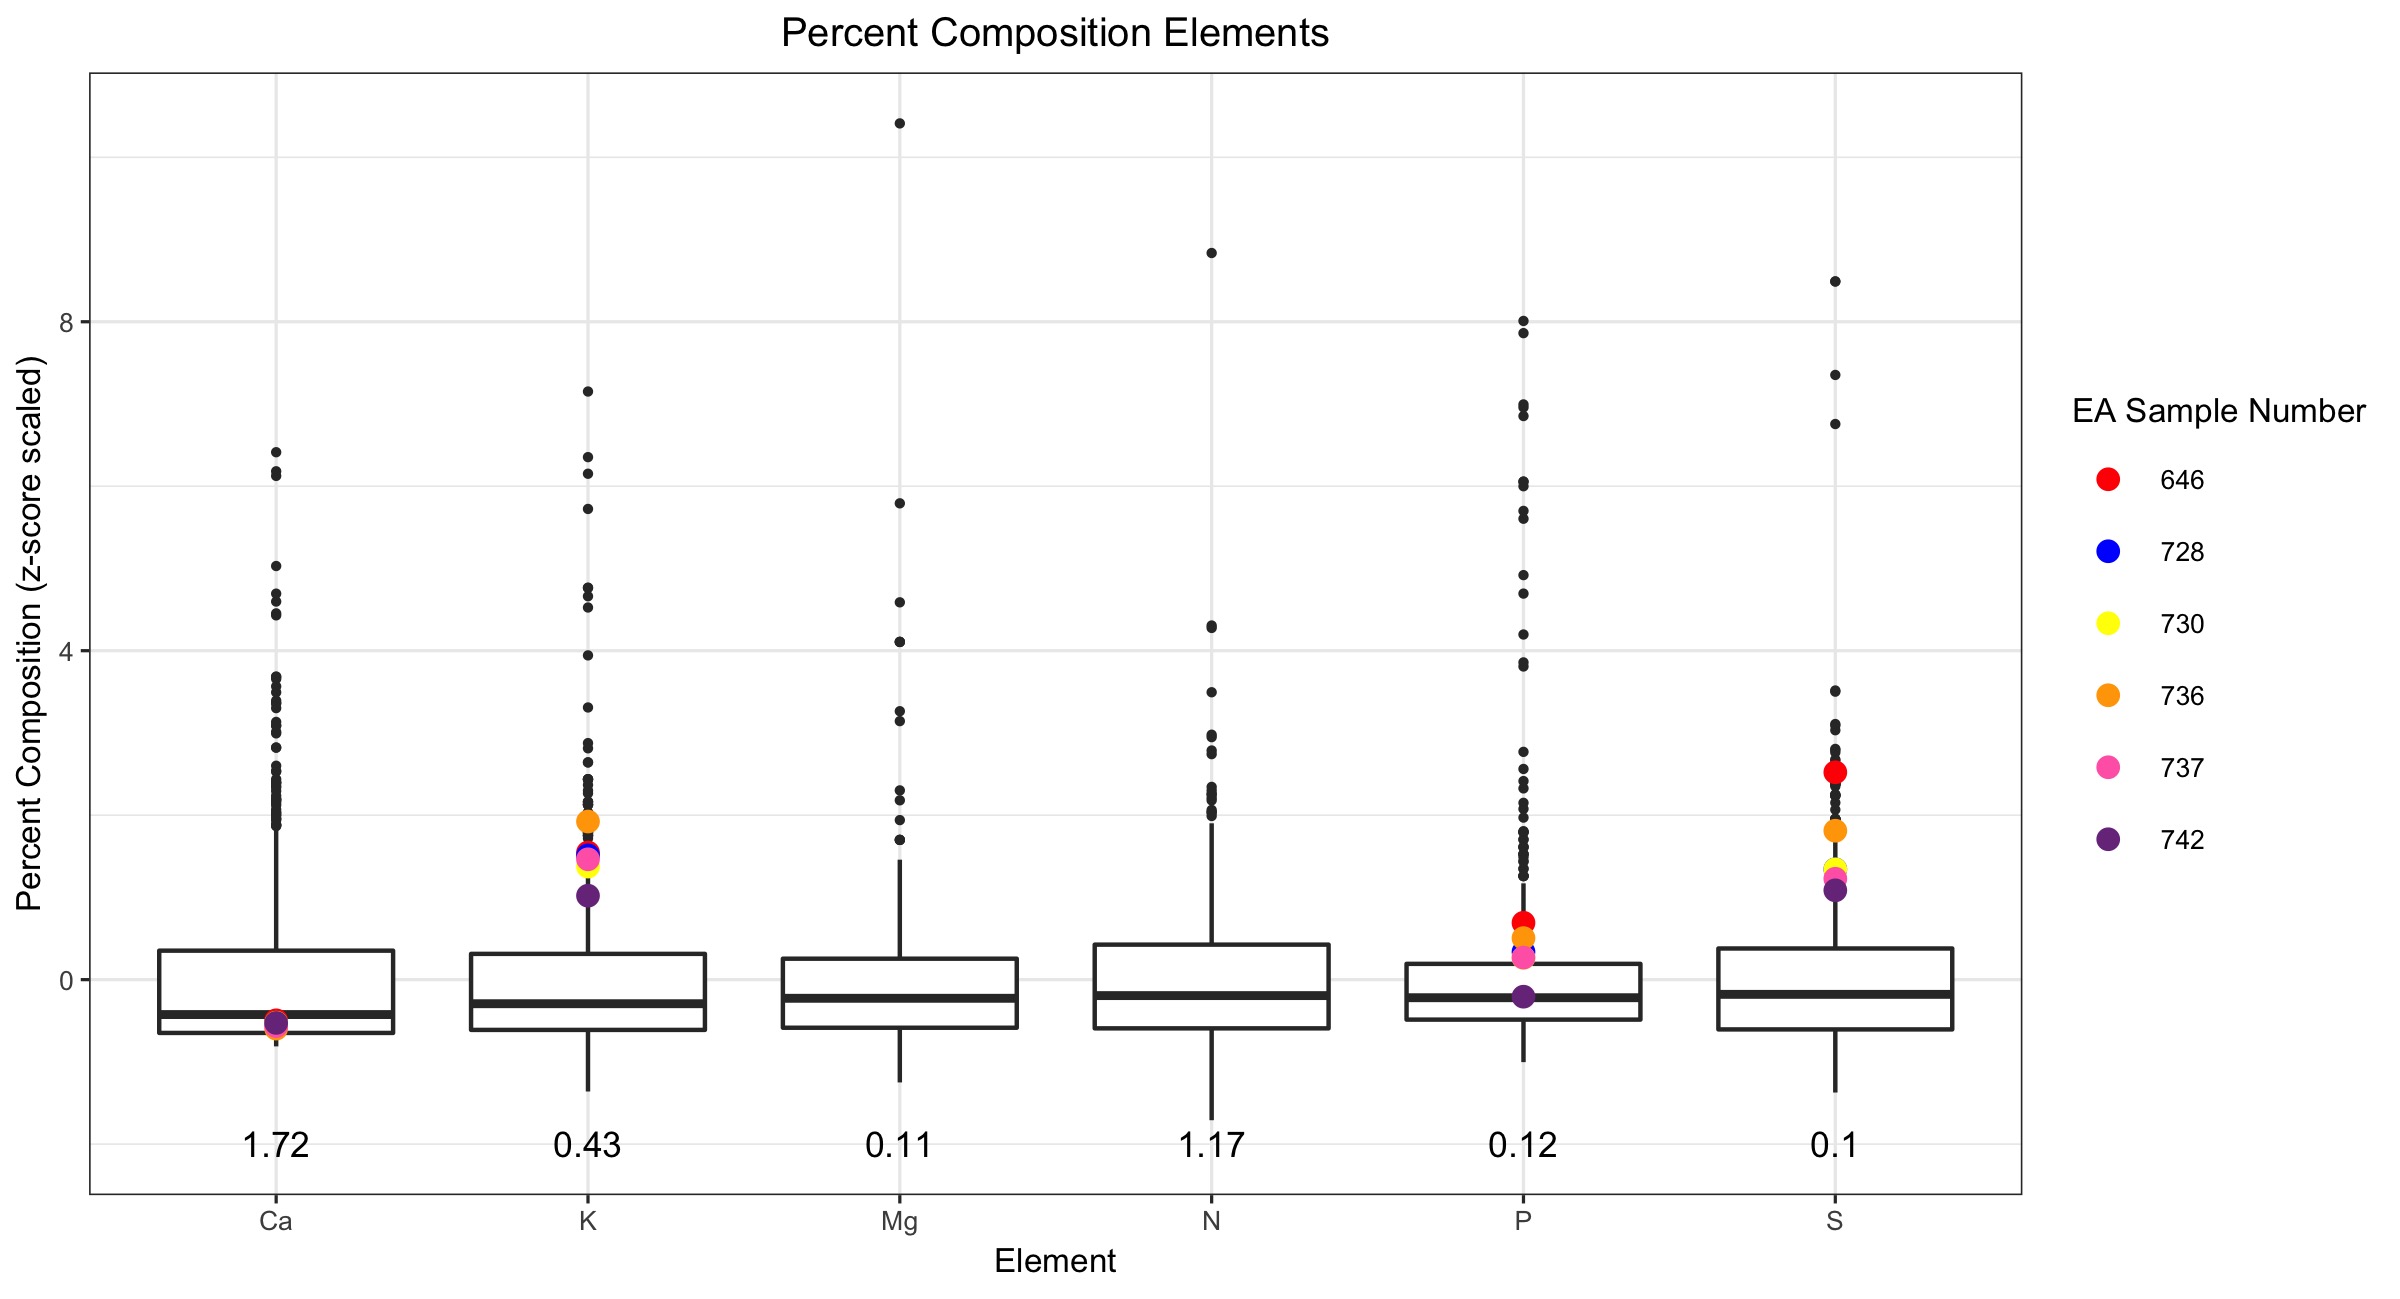 Percent Composition Elements
Percent Composition (z-score scaled)
8
4
0
1.72 0.43 0.11 1.17 0.12 0.1
Ca K Mg N P S
Element
EA Sample Number
646
728
730
736
737
742